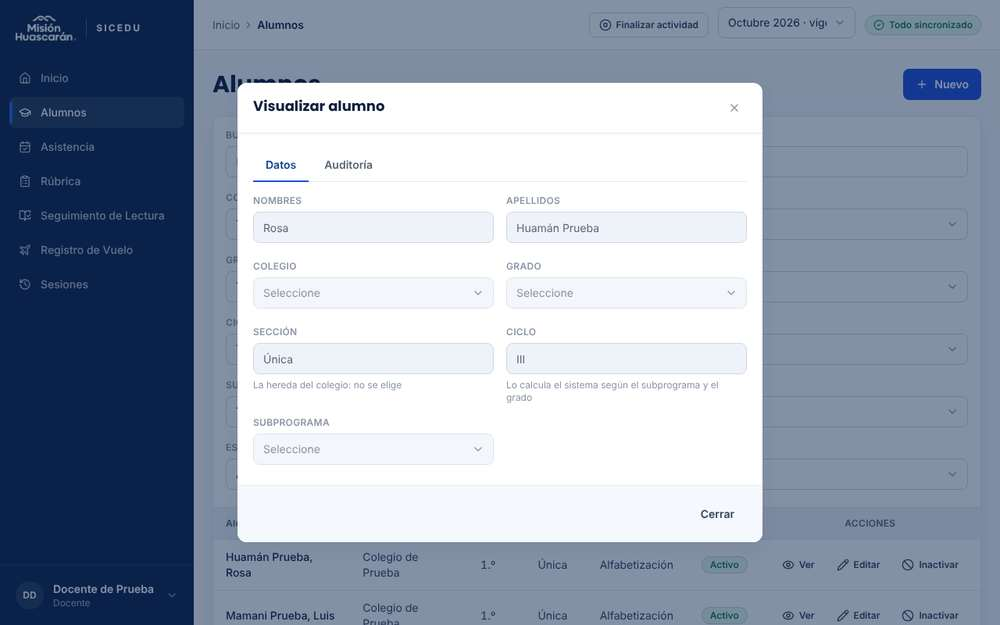 Misión
Huascarán.
SICEDU
Inicio
Alumnos
Asistencia
Rúbrica
Seguimiento de Lectura
Registro de Vuelo
Sesiones
DD
Docente de Prueba
Docente
Inicio > Alumnos
Finalizar actividad
Octubre 2026 · vige
Todo sincronizado
Alumnos
+ Nuevo
Visualizar alumno
Datos
Auditoría
NOMBRES
Rosa
APELLIDOS
Huamán Prueba
COLEGIO
Seleccione
GRADO
Seleccione
SECCIÓN
Única
La hereda del colegio: no se elige
CICLO
III
Lo calcula el sistema según el subprograma y el
grado
SUBPROGRAMA
Seleccione
Cerrar
ACCIONES
Huamán Prueba,
Rosa
Colegio de
Prueba
1.º
Única
Alfabetización
Activo
Ver
Editar
Inactivar
Mamani Prueba, Luis
Colegio de
Prueba
1.º
Única
Alfabetización
Activo
Ver
Editar
Inactivar